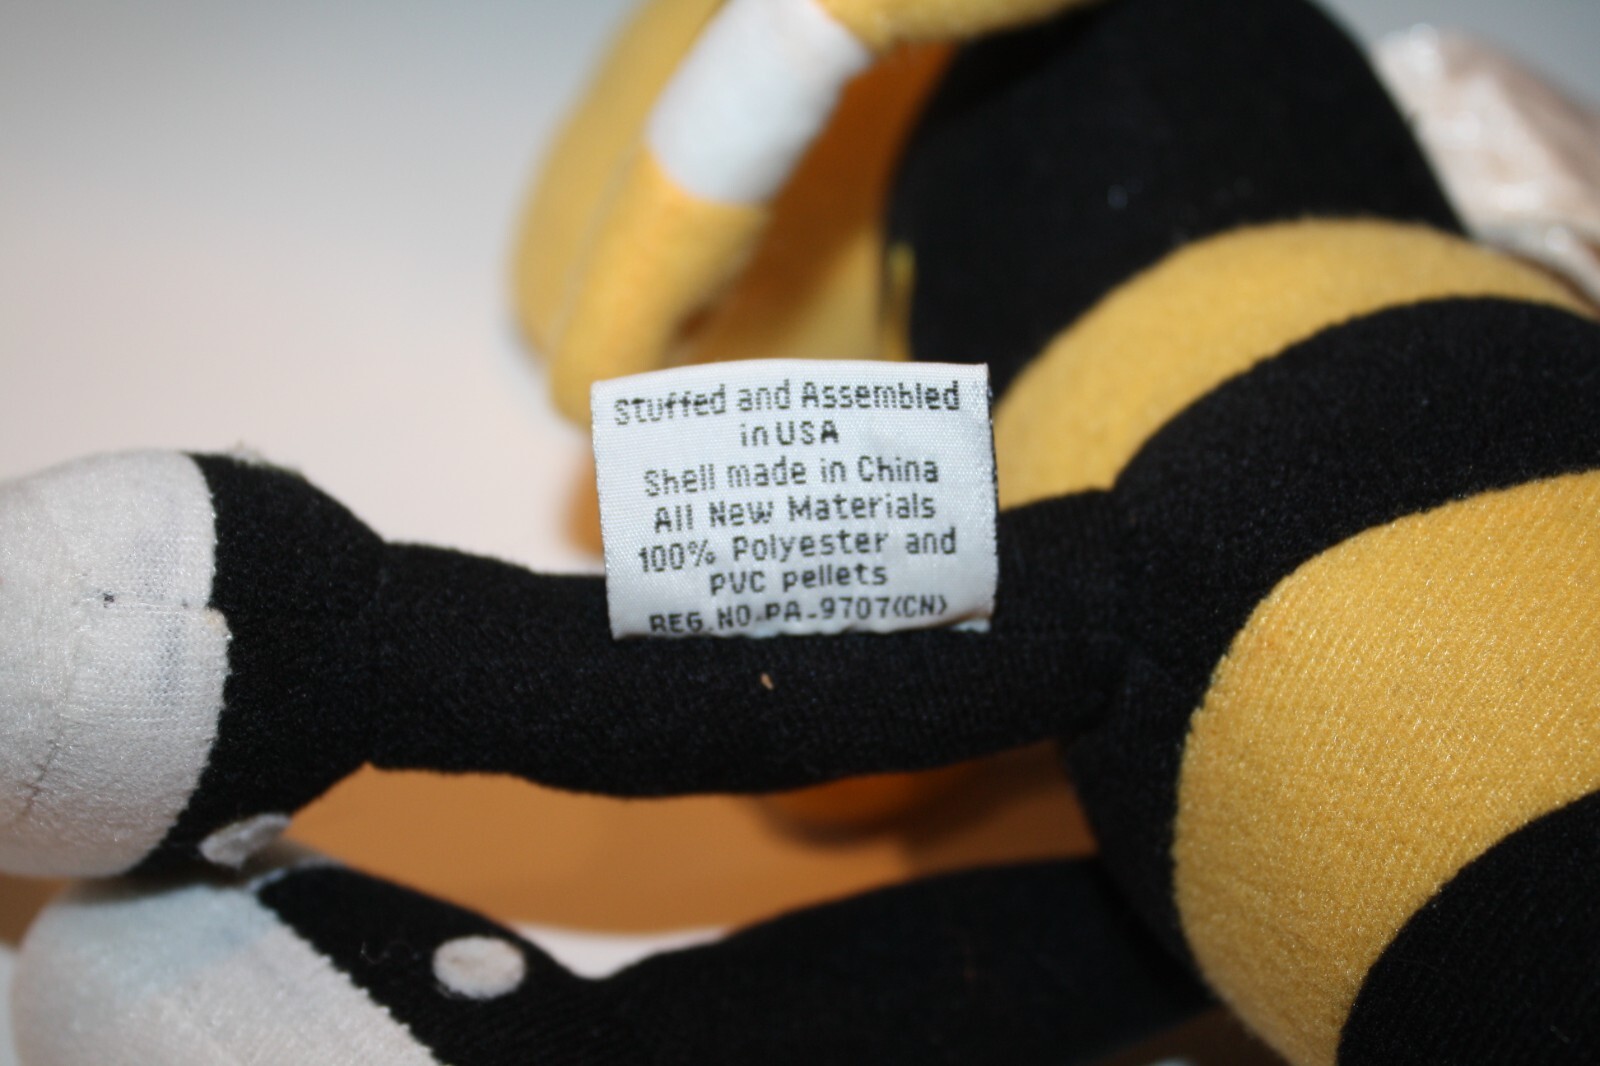 Stuffed and Assembled
in USA
Shell made in China
All New Materials
100% Polyester and
PVC pellets
REG.NO.PA-9707(CN)